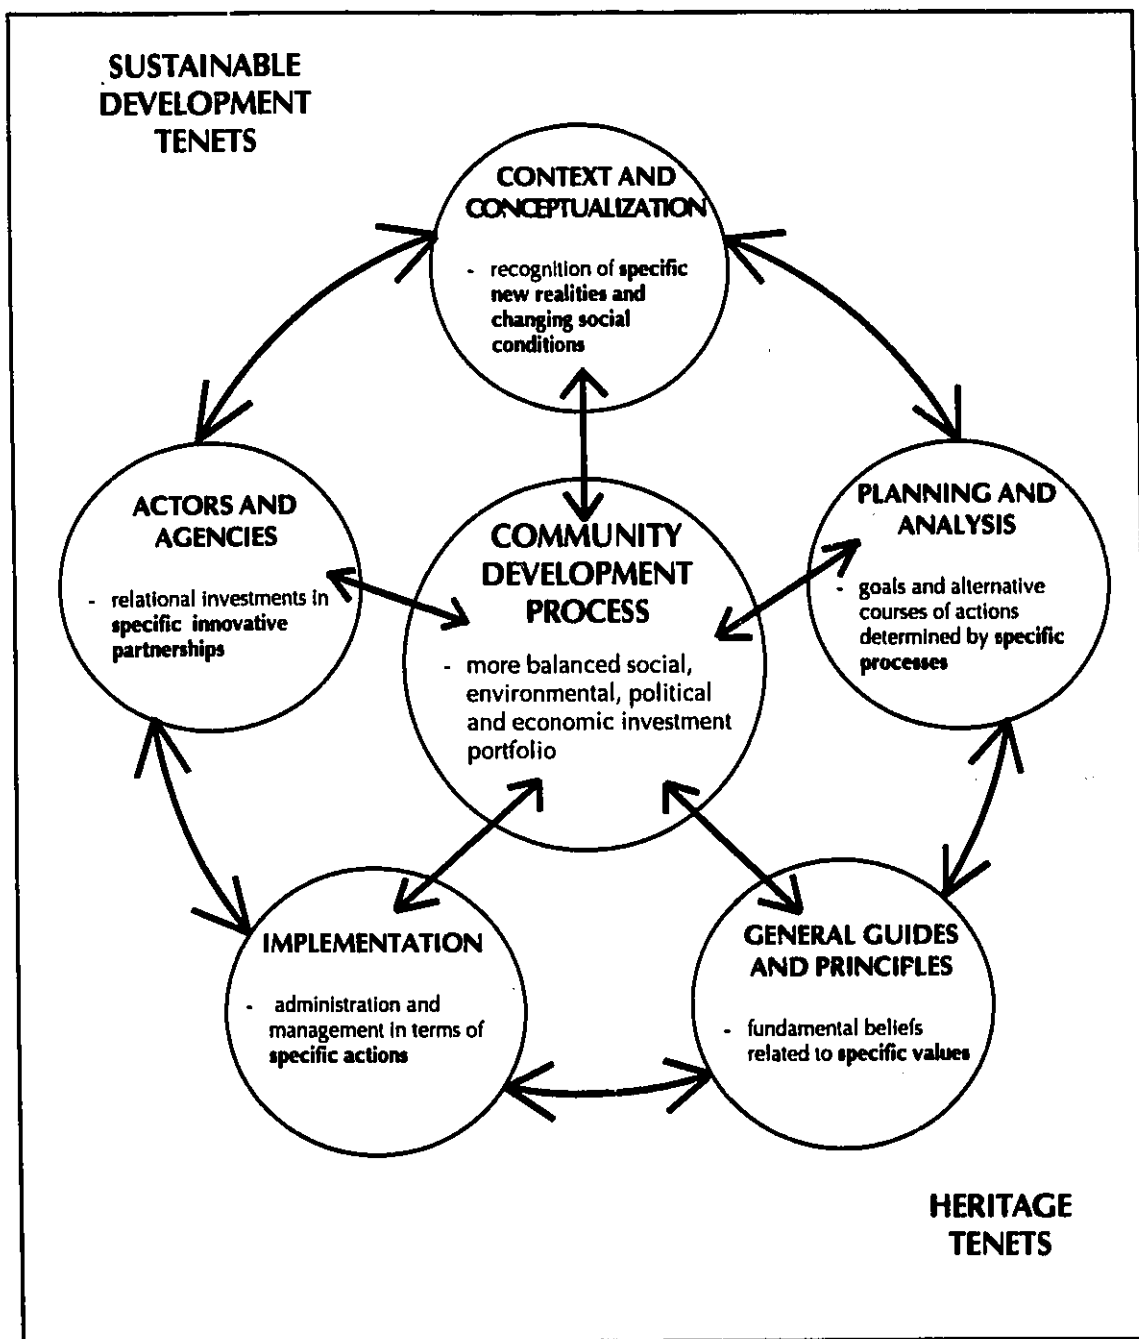 SUSTAINABLE
DEVELOPMENT
TENETS
CONTEXT AND
CONCEPTUALIZATION
- recognition of specific
new realities and
changing social
conditions
ACTORS AND
AGENCIES
- relational investments in
specific innovative
partnerships
COMMUNITY
DEVELOPMENT
PROCESS
- more balanced social,
environmental, political
and economic investment
portfolio
PLANNING AND
ANALYSIS
- goals and alternative
courses of actions
determined by specific
processes
IMPLEMENTATION
- administration and
management in terms of
specific actions
GENERAL GUIDES
AND PRINCIPLES
- fundamental beliefs
related to specific values
HERITAGE
TENETS